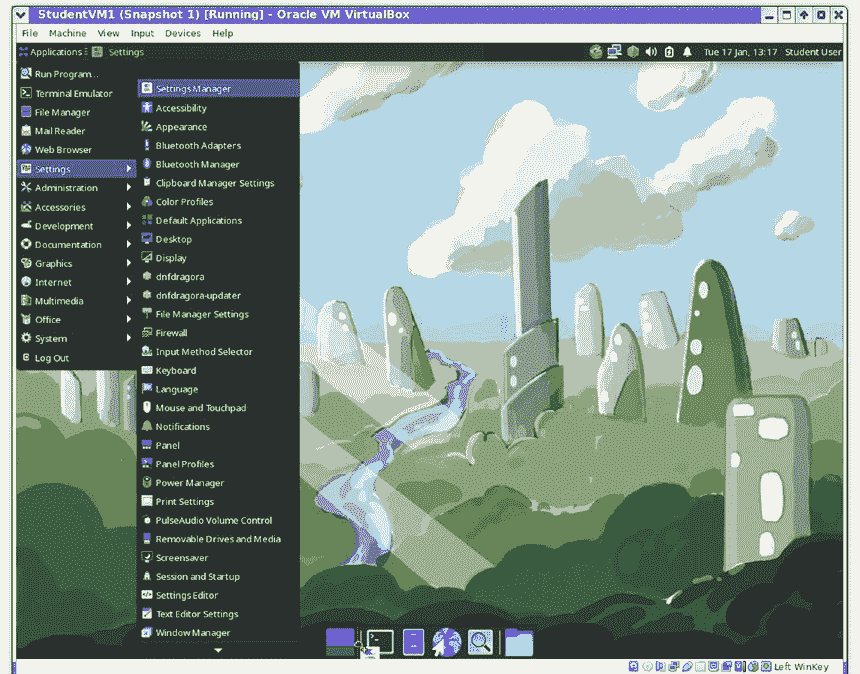 StudentVM1 (Snapshot 1) [Running] - Oracle VM VirtualBox
File Machine View Input Devices Help
Applications Settings Tue 17 Jan, 13:17 Student User
Run Program...
Terminal Emulator
File Manager
Mail Reader
Web Browser
Settings
Administration
Accessories
Development
Documentation
Graphics
Internet
Multimedia
Office
System
Log Out
Settings Manager
Accessibility
Appearance
Bluetooth Adapters
Bluetooth Manager
Clipboard Manager Settings
Color Profiles
Default Applications
Desktop
Display
dnfdragora
dnfdragora-updater
File Manager Settings
Firewall
Input Method Selector
Keyboard
Language
Mouse and Touchpad
Notifications
Panel
Panel Profiles
Power Manager
Print Settings
PulseAudio Volume Control
Removable Drives and Media
Screensaver
Session and Startup
Settings Editor
Text Editor Settings
Window Manager
Left WinKey